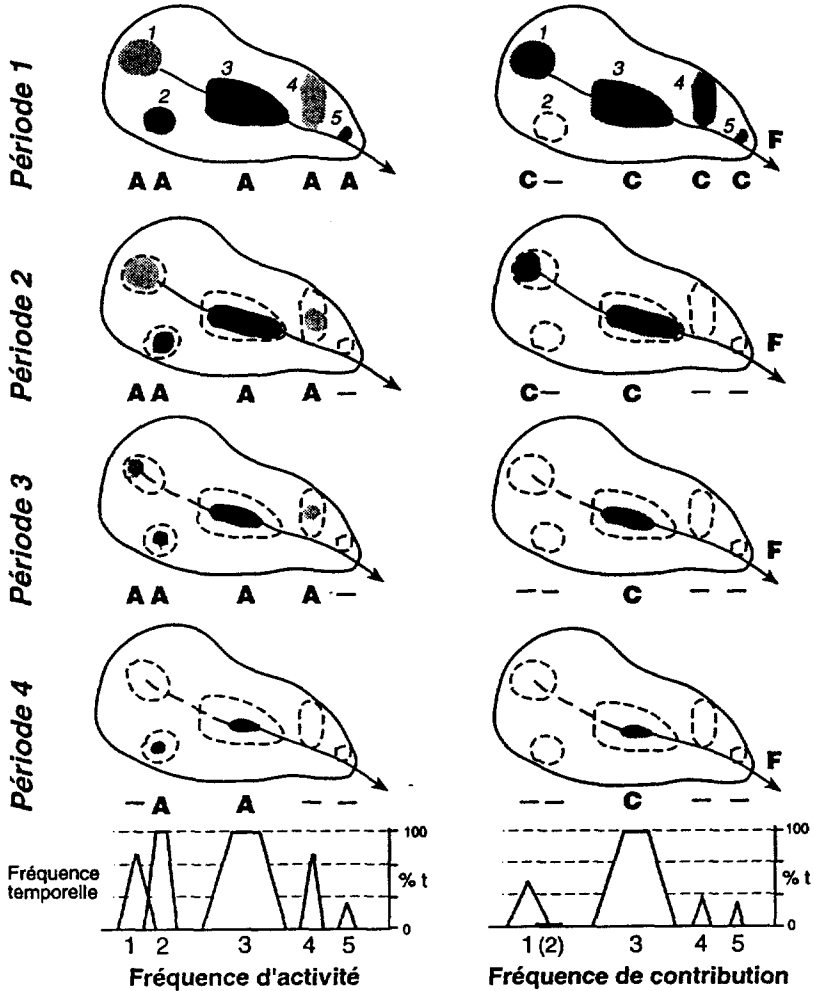 Période 1
1
2
3
4
5
A A A A A
1
2
3
4
5
F
C – C C C
Période 2
A A A A –
F
C – C – –
Période 3
A A A A –
F
– – C – –
Période 4
– A A – –
F
– – C – –
Fréquence
temporelle
100
% t
0
1 2 3 4 5
Fréquence d'activité
100
% t
0
1 (2) 3 4 5
Fréquence de contribution